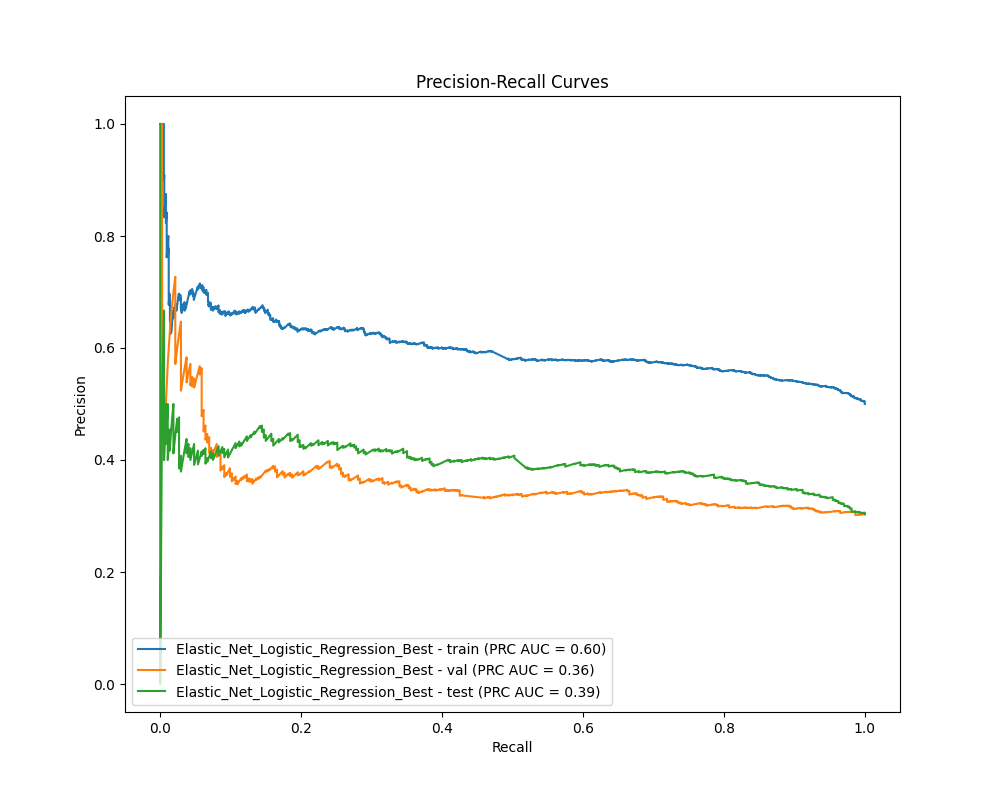 Precision-Recall Curves
Precision
1.0
0.8
0.6
0.4
0.2
0.0
Elastic_Net_Logistic_Regression_Best - train (PRC AUC = 0.60)
Elastic_Net_Logistic_Regression_Best - val (PRC AUC = 0.36)
Elastic_Net_Logistic_Regression_Best - test (PRC AUC = 0.39)
0.0 0.2 0.4 0.6 0.8 1.0
Recall